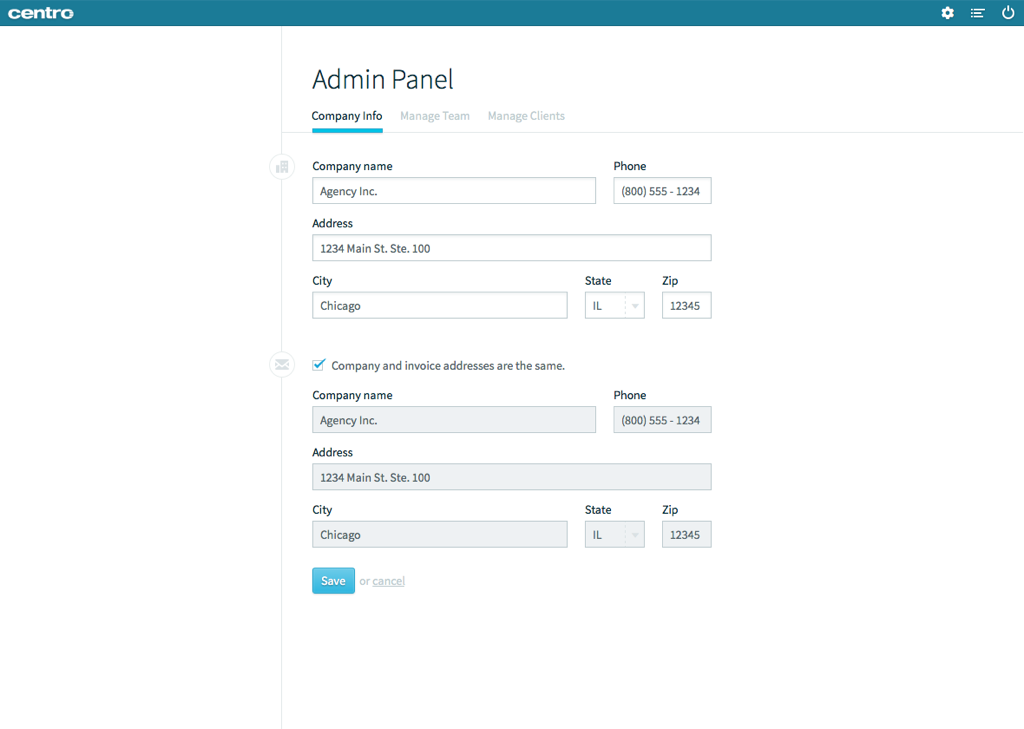 centro
Admin Panel
Company Info Manage Team Manage Clients
Company name Phone
Agency Inc. (800) 555 - 1234
Address
1234 Main St. Ste. 100
City State Zip
Chicago IL 12345
Company and invoice addresses are the same.
Company name Phone
Agency Inc. (800) 555 - 1234
Address
1234 Main St. Ste. 100
City State Zip
Chicago IL 12345
Save or cancel